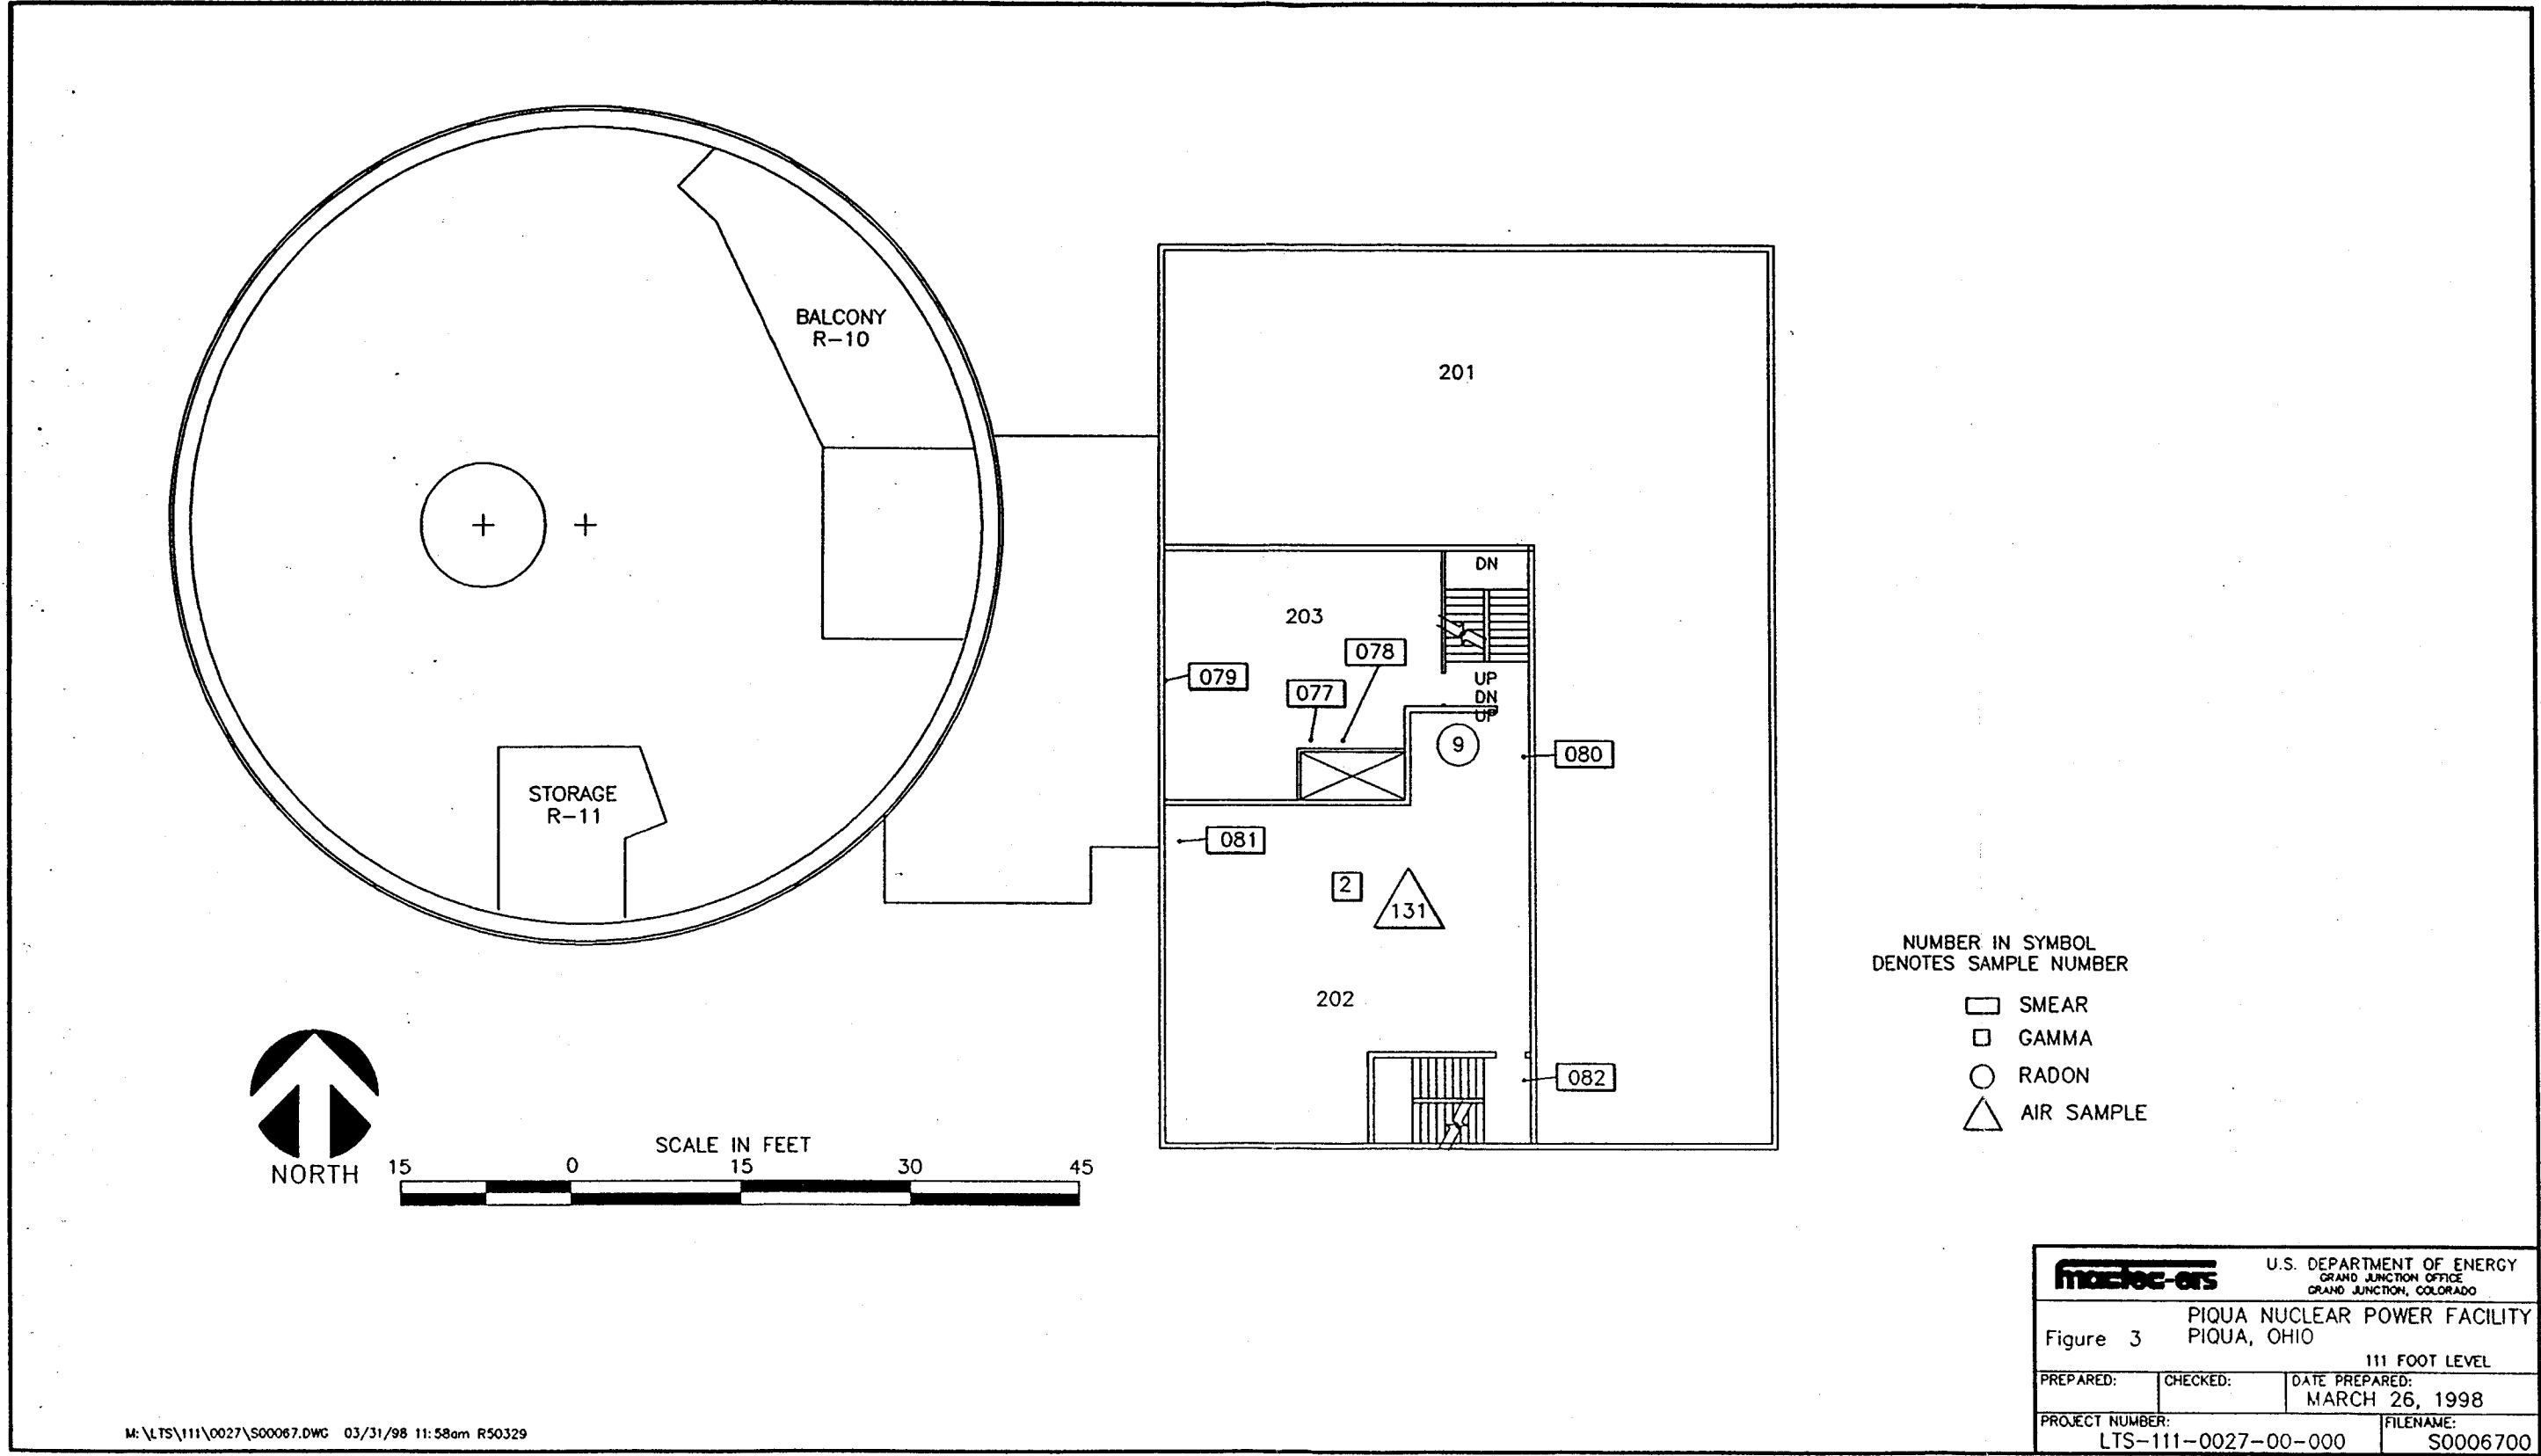 BALCONY
R-10
201
DN
203
078
079
077
UP
DN
UP
9
080
STORAGE
R-11
081
2
131
202
082
NUMBER IN SYMBOL
DENOTES SAMPLE NUMBER
SMEAR
GAMMA
RADON
AIR SAMPLE
NORTH
SCALE IN FEET
15 0 15 30 45
mactec-ers
U.S. DEPARTMENT OF ENERGY
GRAND JUNCTION OFFICE
GRAND JUNCTION, COLORADO
Figure 3
PIQUA NUCLEAR POWER FACILITY
PIQUA, OHIO
111 FOOT LEVEL
PREPARED:
CHECKED:
DATE PREPARED:
MARCH 26, 1998
PROJECT NUMBER:
LTS-111-0027-00-000
FILENAME:
S0006700
M:\LTS\111\0027\S00067.DWG 03/31/98 11:58am R50329